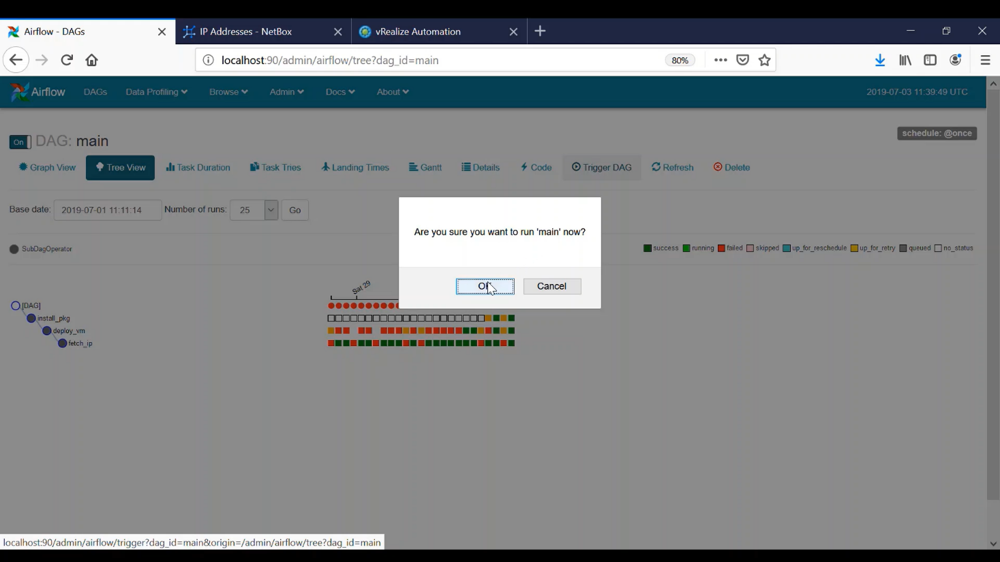 Airflow - DAGs
IP Addresses - NetBox
vRealize Automation
localhost:90/admin/airflow/tree?dag_id=main
80%
Airflow DAGs Data Profiling Browse Admin Docs About 2019-07-03 11:39:49 UTC
On DAG: main
schedule: @once
Graph View Tree View Task Duration Task Tries Landing Times Gantt Details Code Trigger DAG Refresh Delete
Base date: 2019-07-01 11:11:14 Number of runs: 25 Go
Are you sure you want to run 'main' now?
OK Cancel
SubDagOperator
success running failed skipped up_for_reschedule up_for_retry queued no_status
Sat 29
[DAG]
install_pkg
deploy_vm
fetch_ip
localhost:90/admin/airflow/trigger?dag_id=main&origin=/admin/airflow/tree?dag_id=main